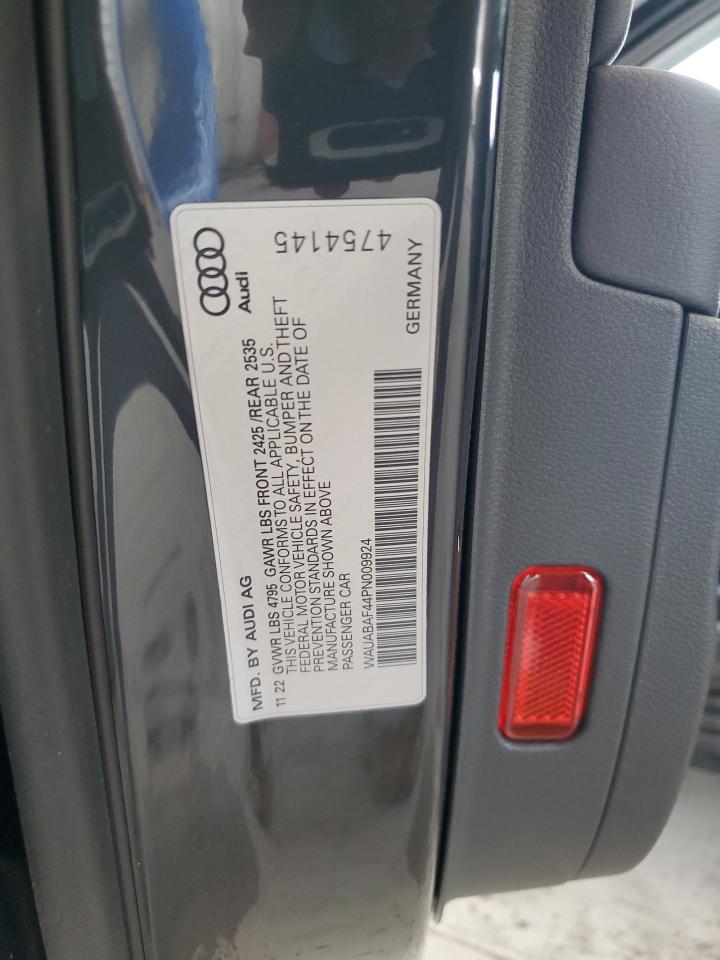 MFD. BY AUDI AG
Audi
11 22 GVWR LBS 4795 GAWR LBS FRONT 2425 /REAR 2535
THIS VEHICLE CONFORMS TO ALL APPLICABLE U.S.
FEDERAL MOTOR VEHICLE SAFETY, BUMPER AND THEFT
PREVENTION STANDARDS IN EFFECT ON THE DATE OF
MANUFACTURE SHOWN ABOVE
PASSENGER CAR
4754145
WAUABAF44PN009924
GERMANY